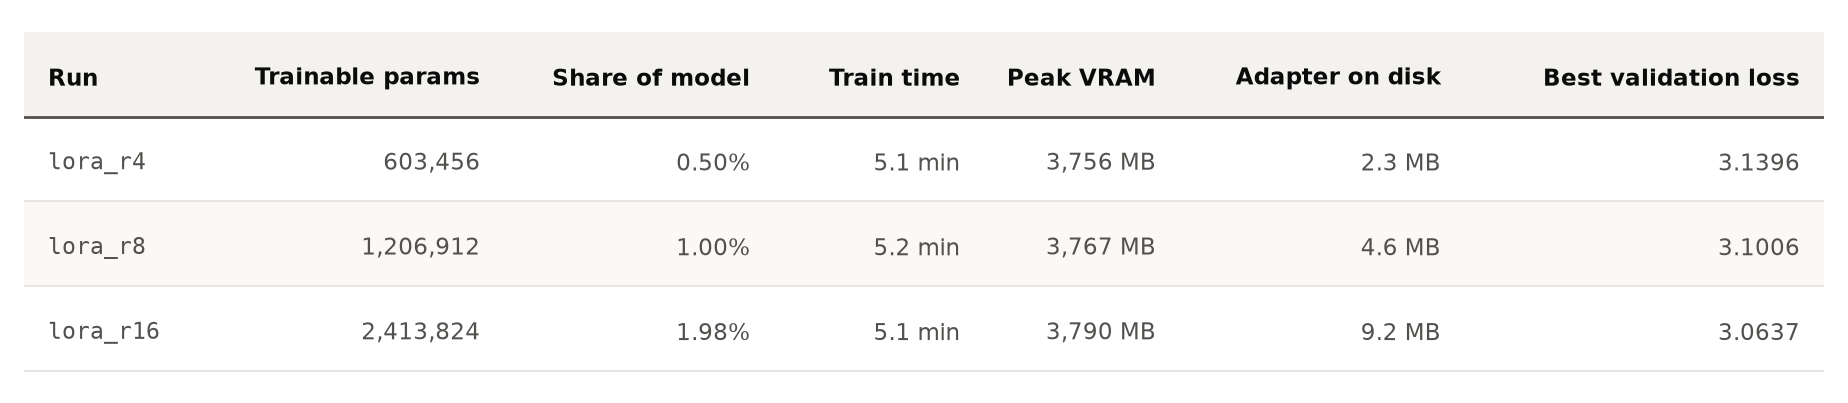 Run Trainable params Share of model Train time Peak VRAM Adapter on disk Best validation loss
lora_r4 603,456 0.50% 5.1 min 3,756 MB 2.3 MB 3.1396
lora_r8 1,206,912 1.00% 5.2 min 3,767 MB 4.6 MB 3.1006
lora_r16 2,413,824 1.98% 5.1 min 3,790 MB 9.2 MB 3.0637